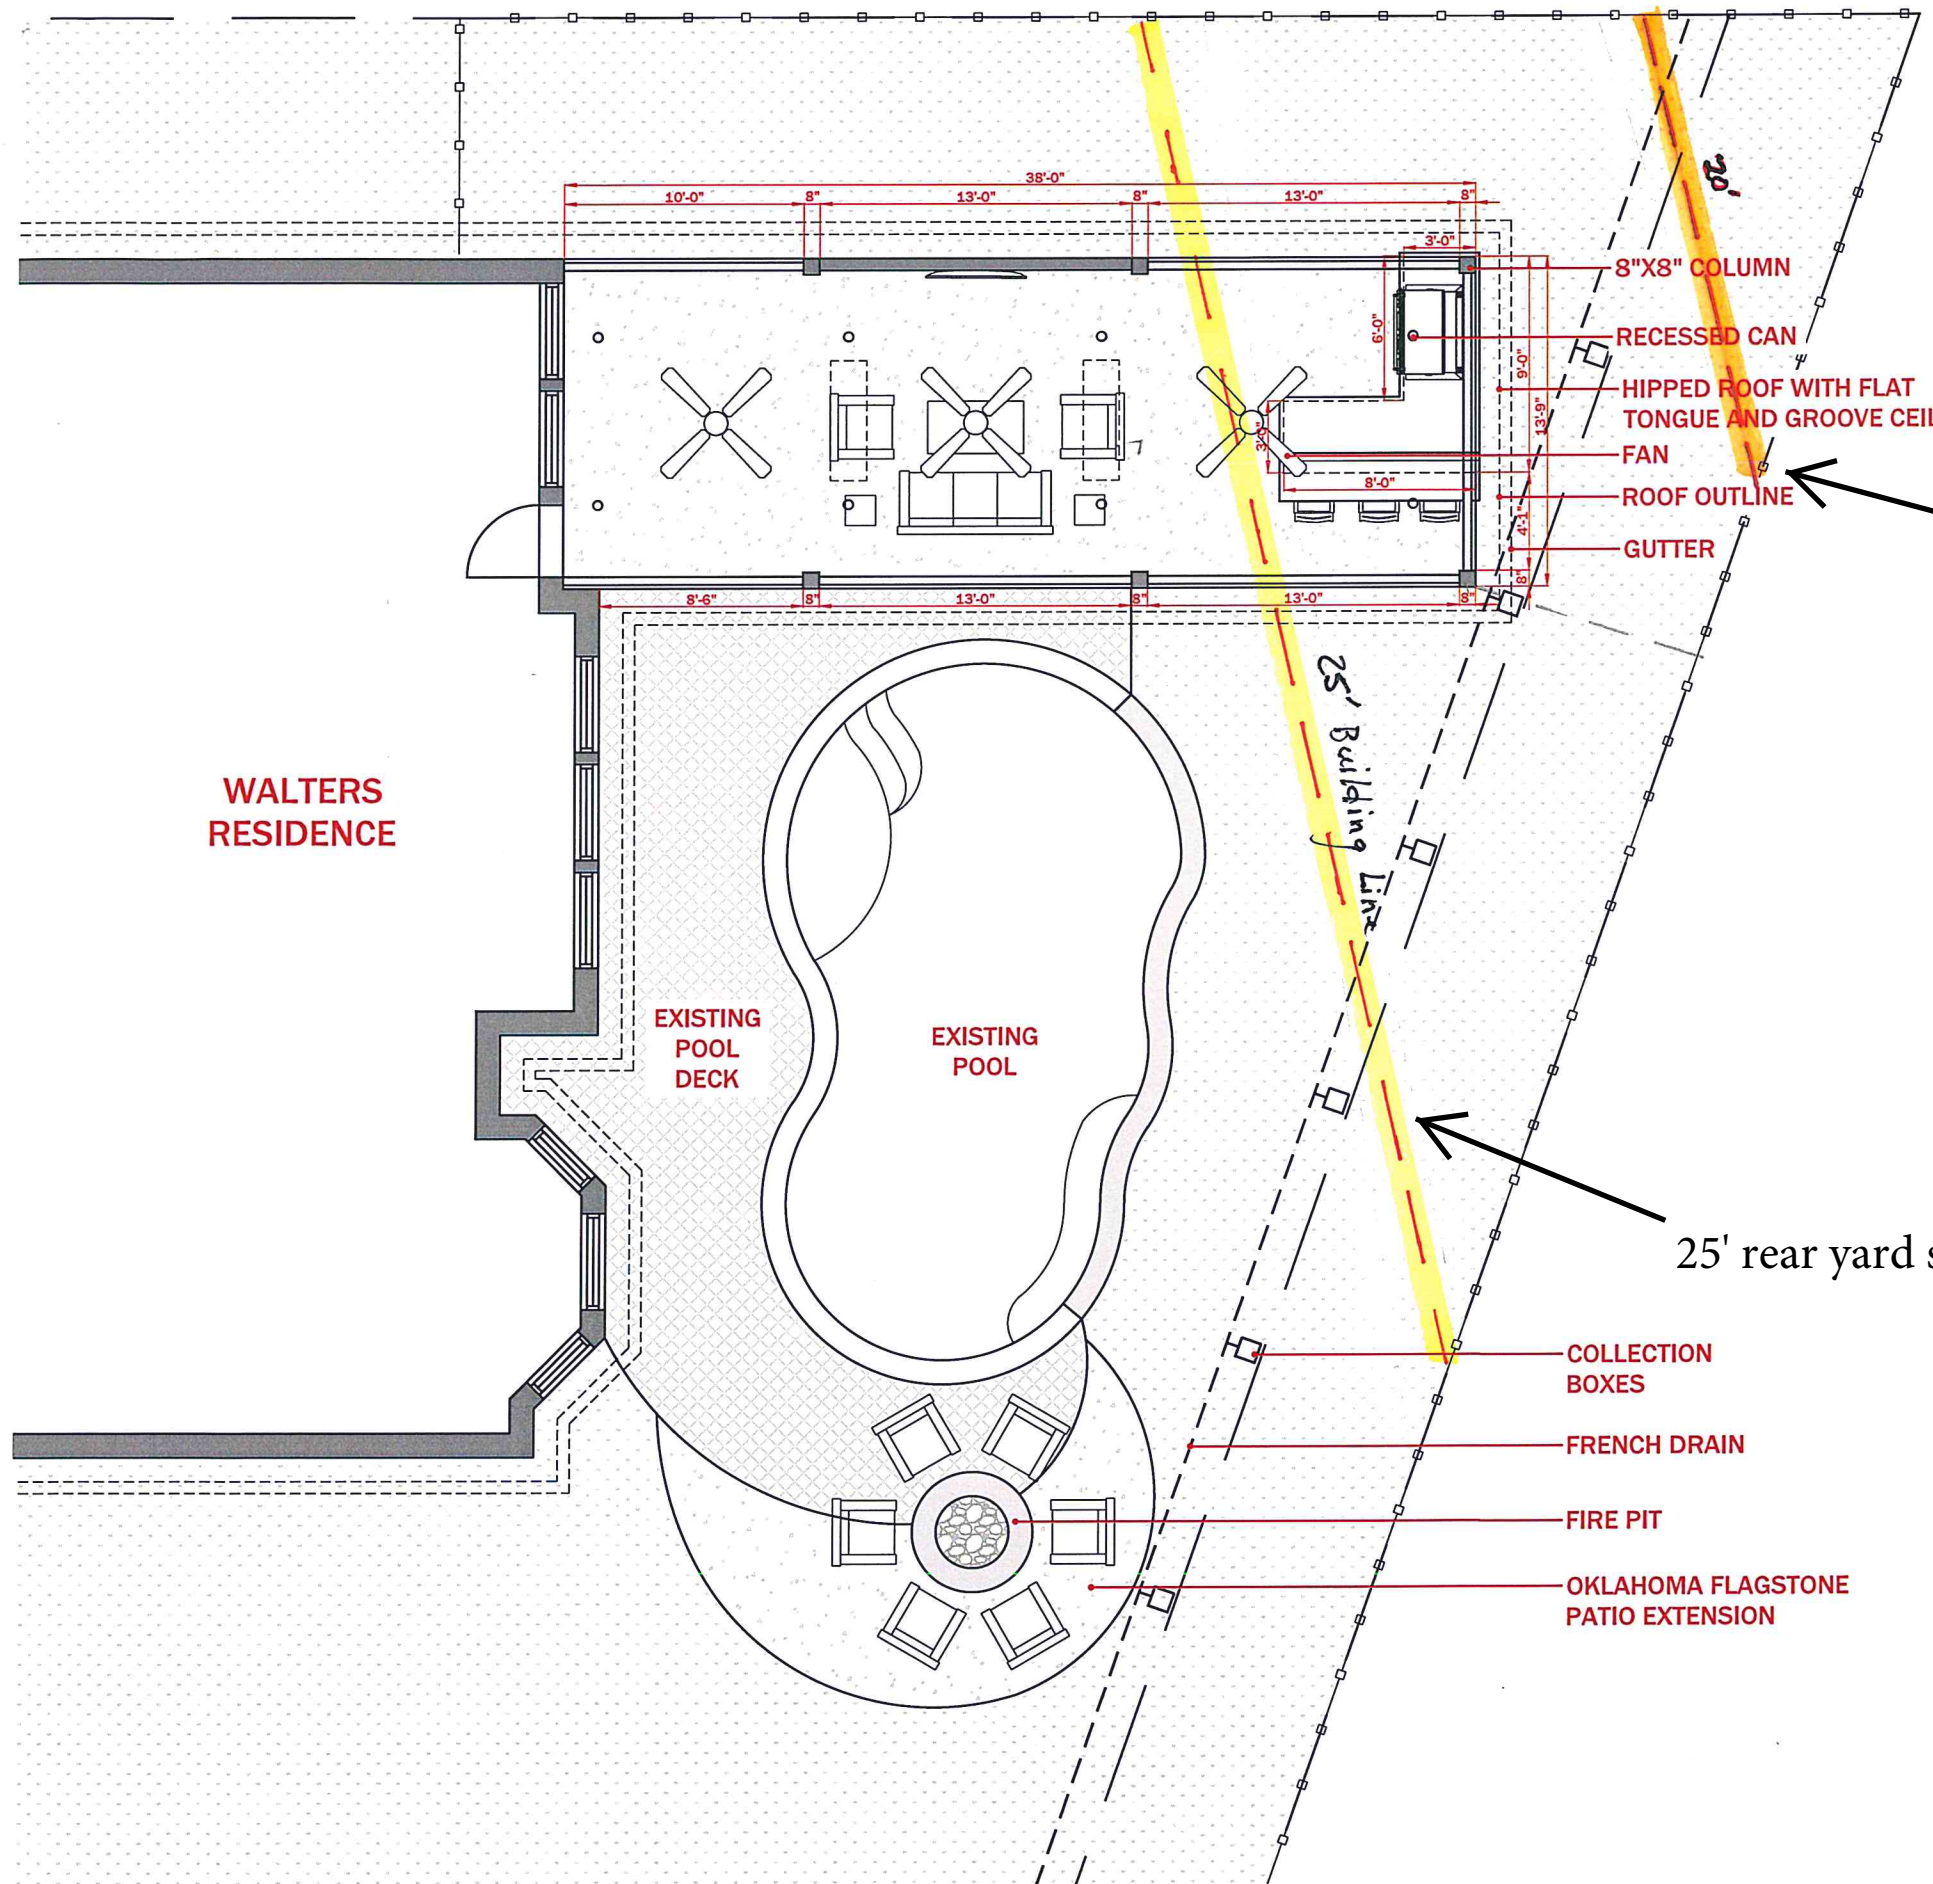 38'-0"
10'-0" 8" 13'-0" 8" 13'-0" 8"
3'-0"
20'
8"X8" COLUMN
6'-0"
9'-0"
13'-9"
RECESSED CAN
HIPPED ROOF WITH FLAT
TONGUE AND GROOVE CEIL
3'-0"
FAN
8'-0"
ROOF OUTLINE
4'-1"
GUTTER
8"
8'-6" 8" 13'-0" 8" 13'-0" 8"
25' Building Line
WALTERS
RESIDENCE
EXISTING
POOL
DECK
EXISTING
POOL
25' rear yard s
COLLECTION
BOXES
FRENCH DRAIN
FIRE PIT
OKLAHOMA FLAGSTONE
PATIO EXTENSION